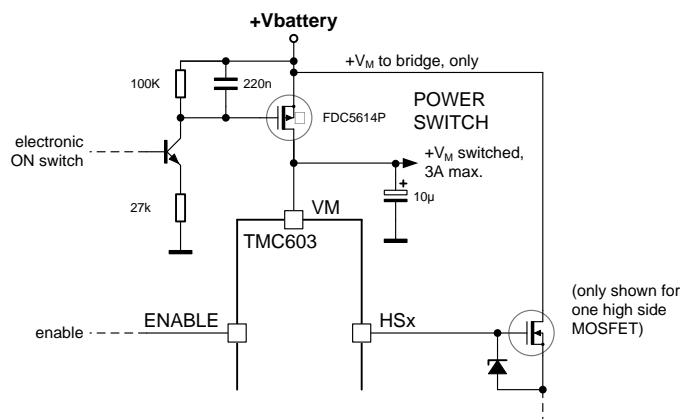 +Vbattery
+VM to bridge, only
100K
220n
FDC5614P
POWER
SWITCH
electronic
ON switch
+VM switched,
3A max.
+
10µ
27k
VM
TMC603
(only shown for
one high side
MOSFET)
enable
ENABLE
HSx